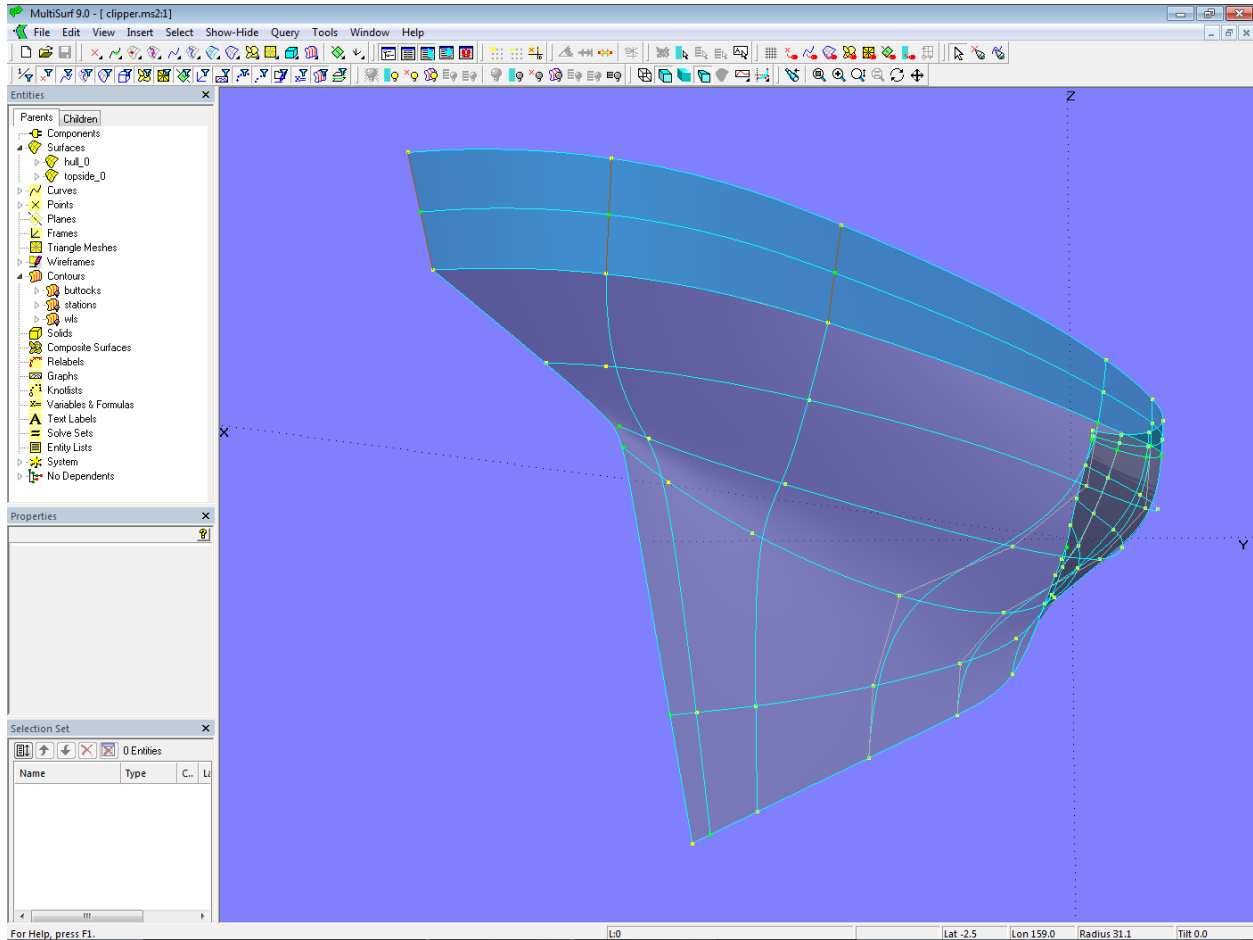 MultiSurf 9.0 - [ clipper.ms2:1]
File Edit View Insert Select Show-Hide Query Tools Window Help
Entities
Parents Children
Components
Surfaces
hull_0
topside_0
Curves
Points
Planes
Frames
Triangle Meshes
Wireframes
Contours
buttocks
stations
wls
Solids
Composite Surfaces
Relabels
Graphs
Knotlists
Variables & Formulas
Text Labels
Solve Sets
Entity Lists
System
No Dependents
Properties
Selection Set
0 Entities
Name Type C.. La
Z
X
Y
For Help, press F1. L:0 Lat -2.5 Lon 159.0 Radius 31.1 Tilt 0.0